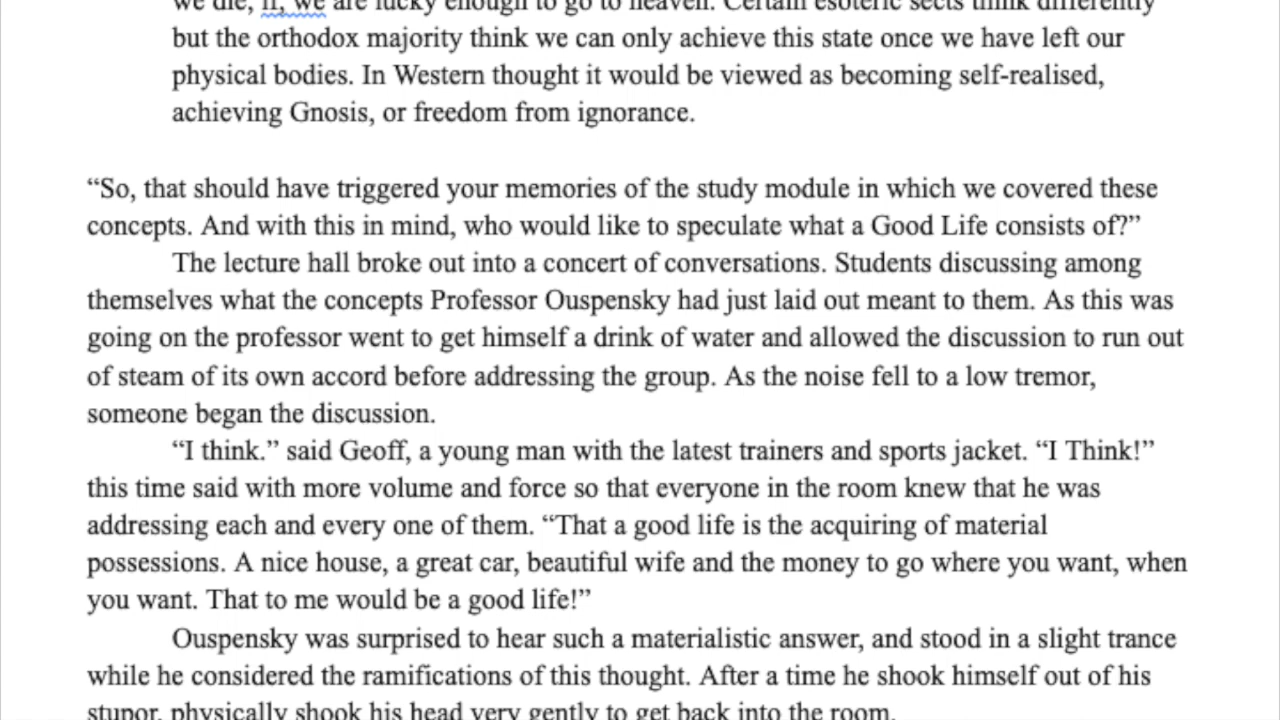 we die, if, we are lucky enough to go to heaven. Certain esoteric sects think differently
but the orthodox majority think we can only achieve this state once we have left our
physical bodies. In Western thought it would be viewed as becoming self-realised,
achieving Gnosis, or freedom from ignorance.
“So, that should have triggered your memories of the study module in which we covered these
concepts. And with this in mind, who would like to speculate what a Good Life consists of?”
The lecture hall broke out into a concert of conversations. Students discussing among
themselves what the concepts Professor Ouspensky had just laid out meant to them. As this was
going on the professor went to get himself a drink of water and allowed the discussion to run out
of steam of its own accord before addressing the group. As the noise fell to a low tremor,
someone began the discussion.
“I think.” said Geoff, a young man with the latest trainers and sports jacket. “I Think!”
this time said with more volume and force so that everyone in the room knew that he was
addressing each and every one of them. “That a good life is the acquiring of material
possessions. A nice house, a great car, beautiful wife and the money to go where you want, when
you want. That to me would be a good life!”
Ouspensky was surprised to hear such a materialistic answer, and stood in a slight trance
while he considered the ramifications of this thought. After a time he shook himself out of his
stupor, physically shook his head very gently to get back into the room.